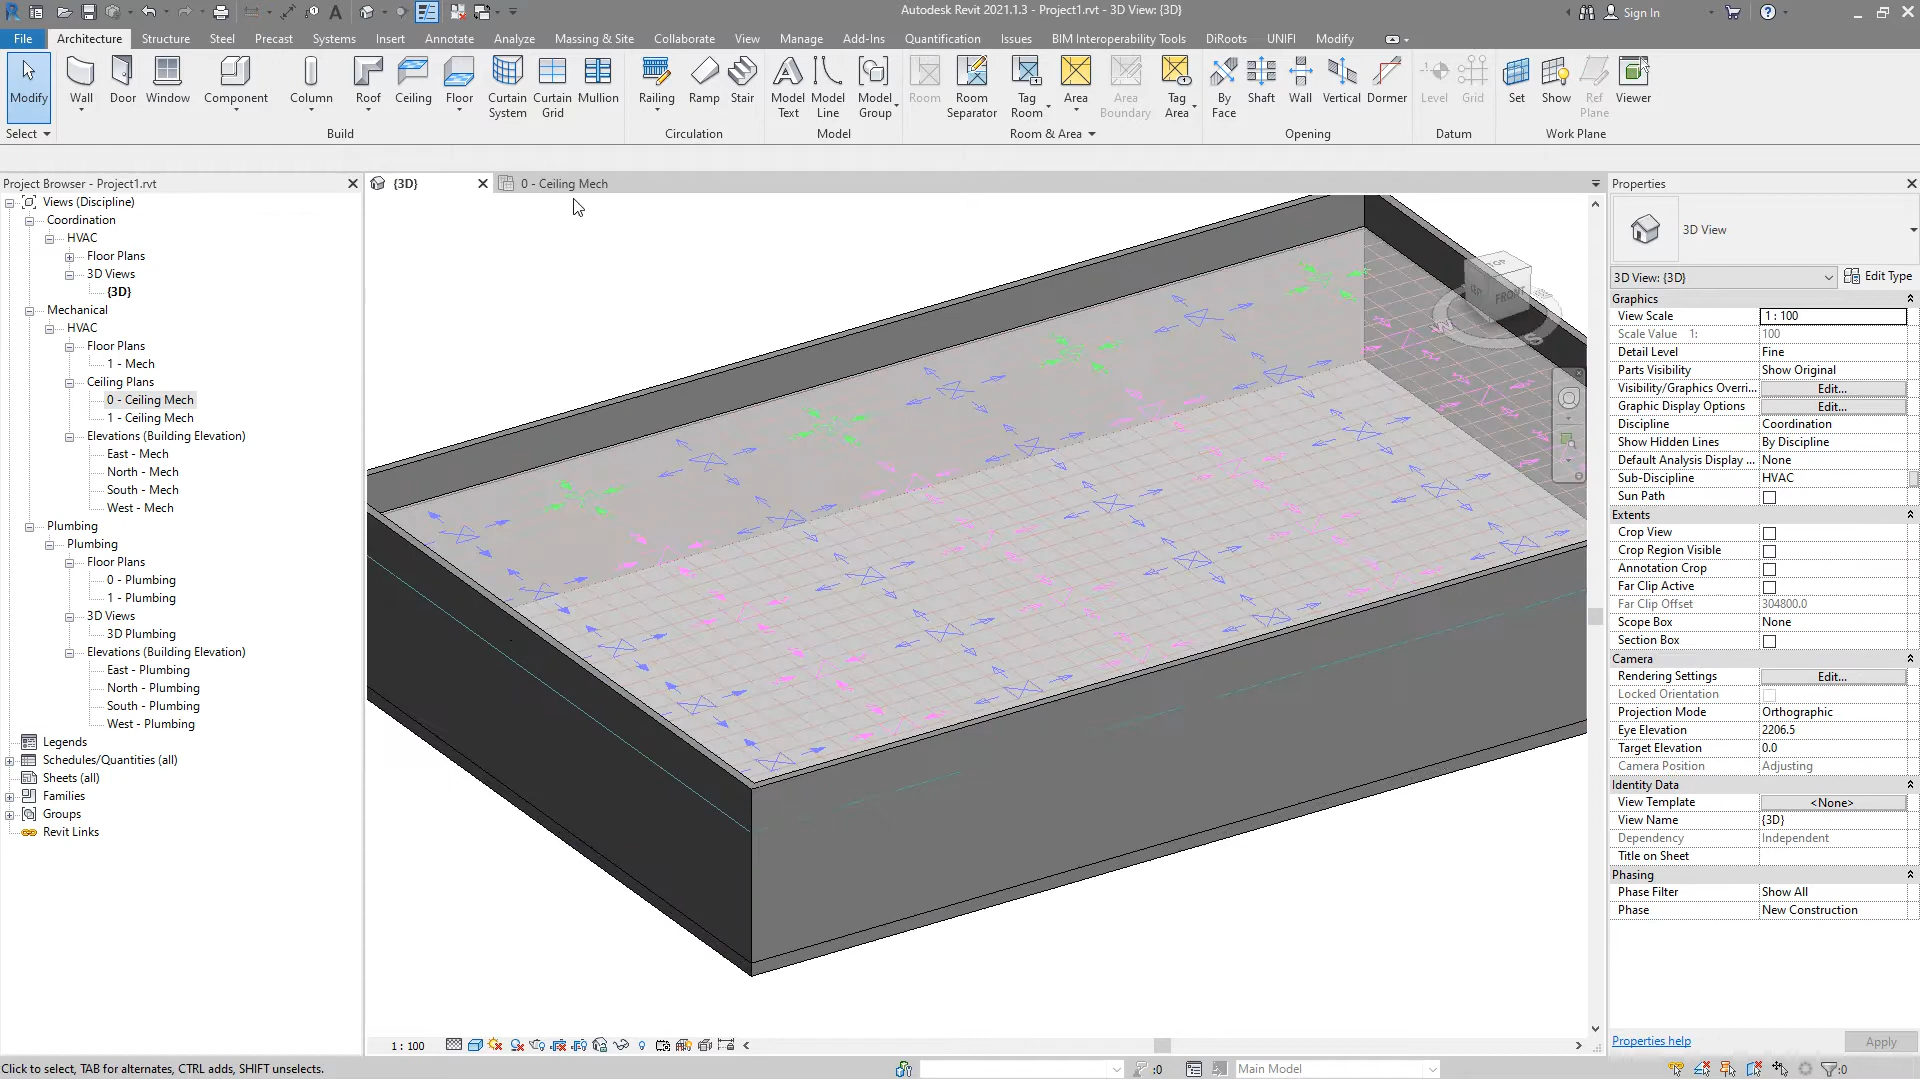 Autodesk Revit 2021.1.3 - Project1.rvt - 3D View: {3D}
Sign In
File Architecture Structure Steel Precast Systems Insert Annotate Analyze Massing & Site Collaborate View Manage Add-Ins Quantification Issues BIM Interoperability Tools DiRoots UNIFI Modify
Modify Wall Door Window Component Column Roof Ceiling Floor Curtain System Curtain Grid Mullion Railing Ramp Stair Model Text Model Line Model Group Room Room Separator Tag Room Area Area Boundary Tag Area By Face Shaft Wall Vertical Dormer Level Grid Set Show Ref Plane Viewer
Select Build Circulation Model Room & Area Opening Datum Work Plane
Project Browser - Project1.rvt
Views (Discipline)
Coordination
HVAC
Floor Plans
3D Views
{3D}
Mechanical
HVAC
Floor Plans
1 - Mech
Ceiling Plans
0 - Ceiling Mech
1 - Ceiling Mech
Elevations (Building Elevation)
East - Mech
North - Mech
South - Mech
West - Mech
Plumbing
Plumbing
Floor Plans
0 - Plumbing
1 - Plumbing
3D Views
3D Plumbing
Elevations (Building Elevation)
East - Plumbing
North - Plumbing
South - Plumbing
West - Plumbing
Legends
Schedules/Quantities (all)
Sheets (all)
Families
Groups
Revit Links
{3D}
0 - Ceiling Mech
TOP
LEFT
FRONT
W
S
Properties
3D View
3D View: {3D} Edit Type
Graphics
View Scale 1 : 100
Scale Value 1: 100
Detail Level Fine
Parts Visibility Show Original
Visibility/Graphics Overri... Edit...
Graphic Display Options Edit...
Discipline Coordination
Show Hidden Lines By Discipline
Default Analysis Display ... None
Sub-Discipline HVAC
Sun Path
Extents
Crop View
Crop Region Visible
Annotation Crop
Far Clip Active
Far Clip Offset 304800.0
Scope Box None
Section Box
Camera
Rendering Settings Edit...
Locked Orientation
Projection Mode Orthographic
Eye Elevation 2206.5
Target Elevation 0.0
Camera Position Adjusting
Identity Data
View Template <None>
View Name {3D}
Dependency Independent
Title on Sheet
Phasing
Phase Filter Show All
Phase New Construction
Properties help Apply
1 : 100
Click to select, TAB for alternates, CTRL adds, SHIFT unselects.
:0
Main Model
:0